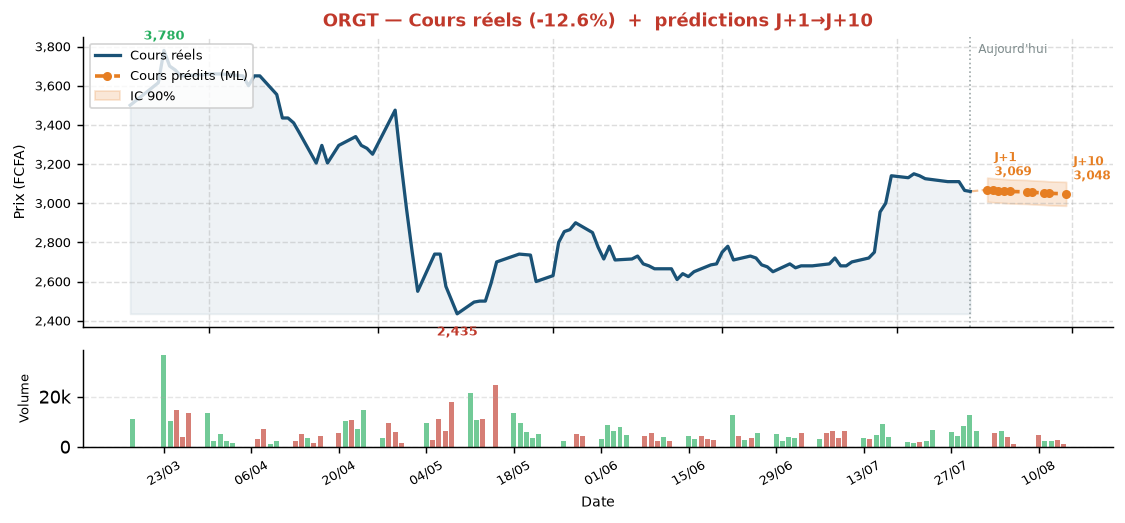 ORGT — Cours réels (-12.6%)  +  prédictions J+1→J+10
3,780
Cours réels
Cours prédits (ML)
IC 90%
Aujourd'hui
J+1
3,069
J+10
3,048
2,435
Prix (FCFA)
3,800
3,600
3,400
3,200
3,000
2,800
2,600
2,400
Volume
20k
0
23/03
06/04
20/04
04/05
18/05
01/06
15/06
29/06
13/07
27/07
10/08
Date